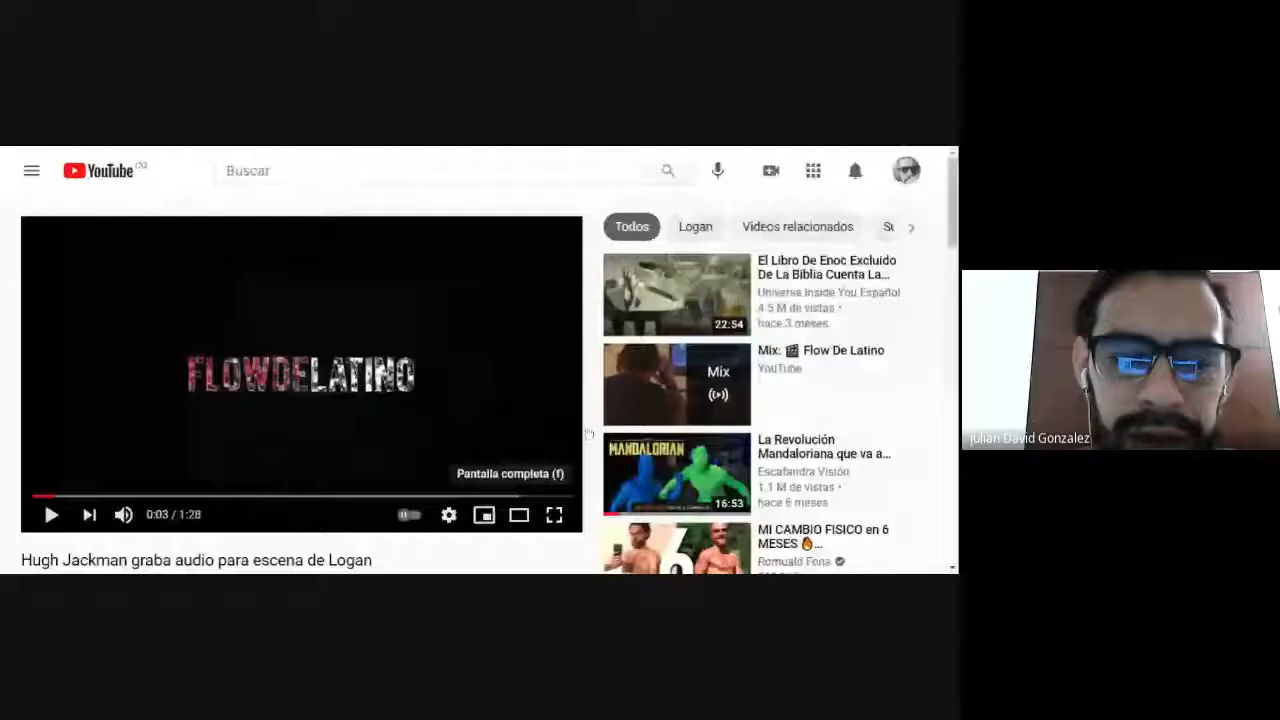 YouTube CO
Buscar
FLOWDELATINO
Pantalla completa (f)
0:03 / 1:28
Hugh Jackman graba audio para escena de Logan
Todos
Logan
Videos relacionados
El Libro De Enoc Excluido
De La Biblia Cuenta La...
Universe Inside You Español
4.5 M de vistas •
hace 3 meses
22:54
Mix: 🎬 Flow De Latino
YouTube
Mix
La Revolución
Mandaloriana que va a...
Escafandra Visión
1.1 M de vistas •
hace 6 meses
MANDALORIAN
16:53
MI CAMBIO FISICO en 6
MESES 🔥...
Romuald Fons
6
Julian David Gonzalez